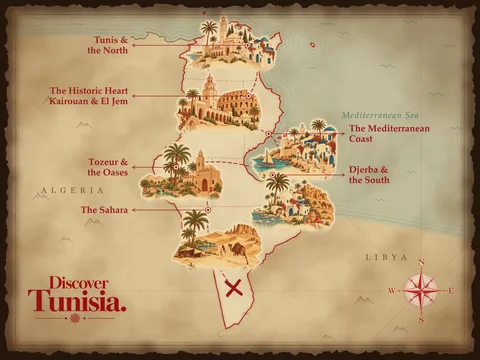 Tunis &
the North
The Historic Heart
Kairouan & El Jem
Mediterranean Sea
The Mediterranean
Coast
Tozeur &
the Oases
Djerba &
the South
ALGERIA
The Sahara
LIBYA
Discover
Tunisia.
N
W
E
S